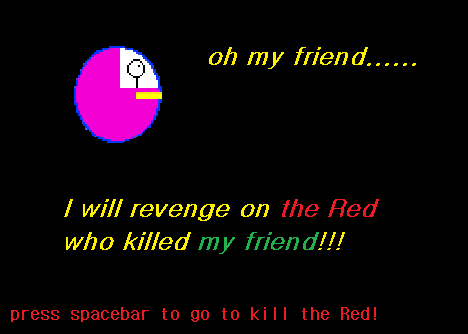 oh my friend......
I will revenge on the Red
who killed my friend!!!
press spacebar to go to kill the Red!